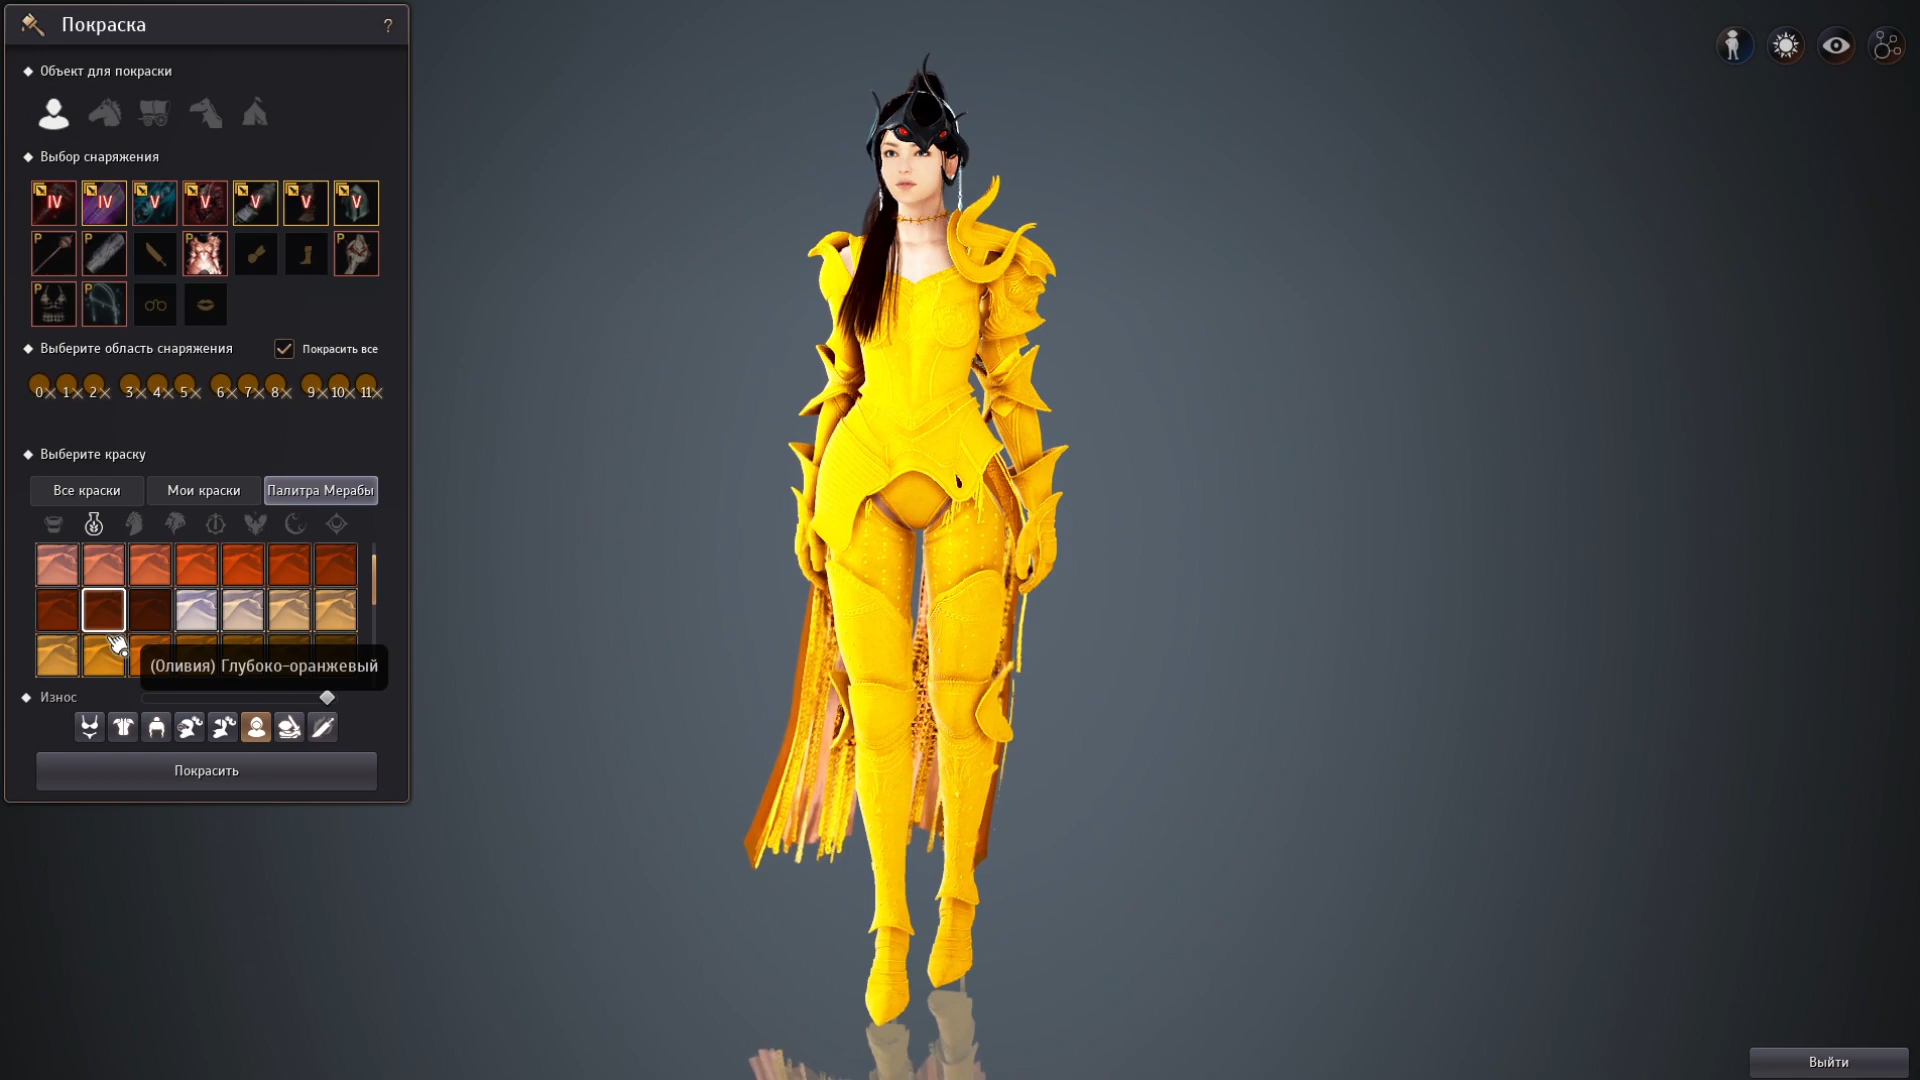 Покраска ?
Объект для покраски
Выбор снаряжения
IV IV V V V V V
P P P P
P P
Выберите область снаряжения Покрасить все
0 1 2 3 4 5 6 7 8 9 10 11
Выберите краску
Все краски Мои краски Палитра Мерабы
(Оливия) Глубоко-оранжевый
Износ
Покрасить
Выйти